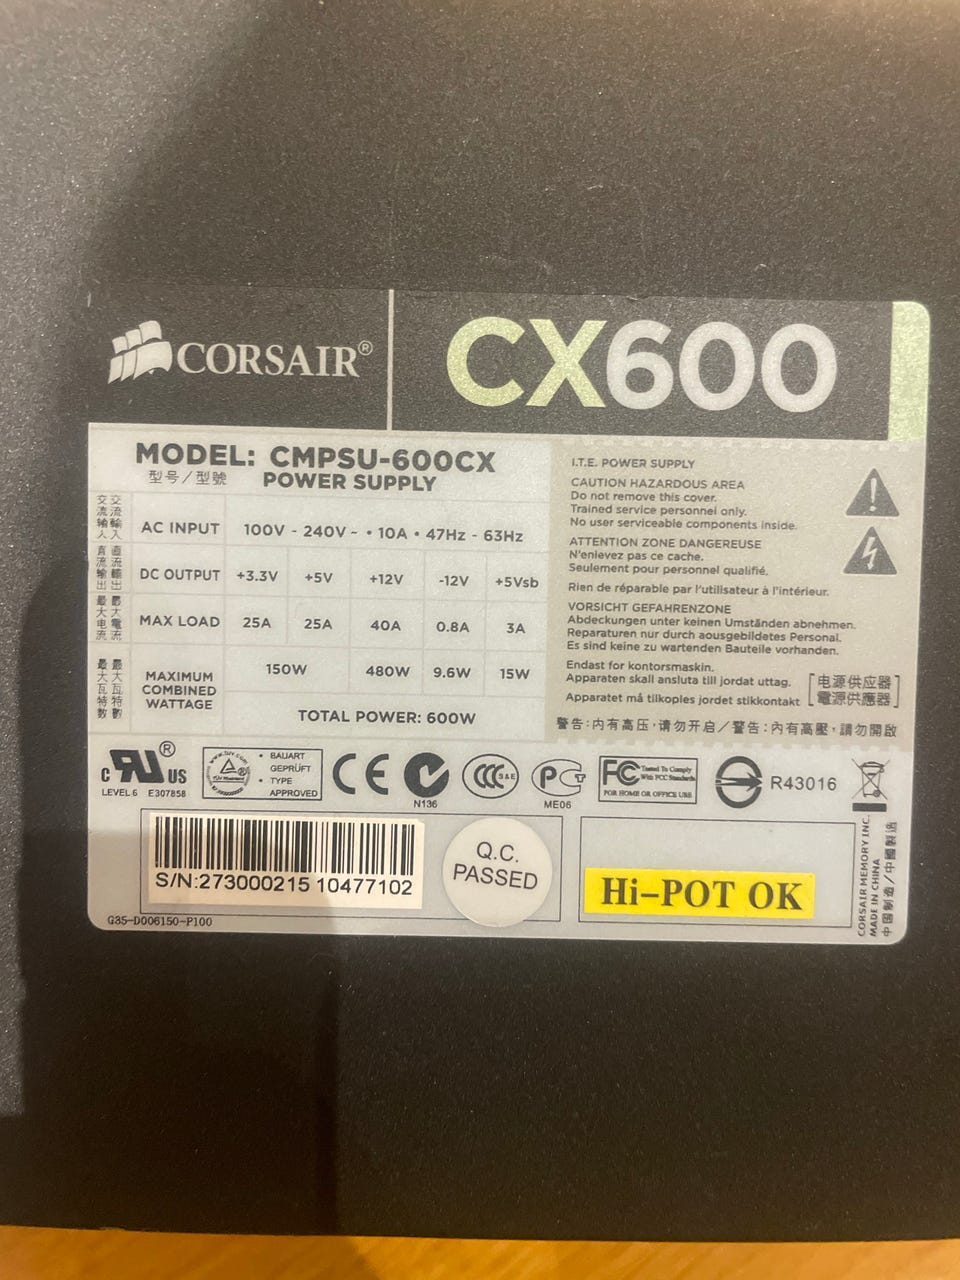 CORSAIR®
CX600
MODEL: CMPSU-600CX
型号/型號 POWER SUPPLY
交流输入 交流輸入 AC INPUT 100V - 240V ~ • 10A • 47Hz - 63Hz
直流输出 直流輸出 DC OUTPUT +3.3V +5V +12V -12V +5Vsb
最大电流 最大電流 MAX LOAD 25A 25A 40A 0.8A 3A
最大瓦特数 最大瓦特數 MAXIMUM COMBINED WATTAGE 150W 480W 9.6W 15W
TOTAL POWER: 600W
I.T.E. POWER SUPPLY
CAUTION HAZARDOUS AREA
Do not remove this cover.
Trained service personnel only.
No user serviceable components inside.
ATTENTION ZONE DANGEREUSE
N'enlevez pas ce cache.
Seulement pour personnel qualifié.
Rien de réparable par l'utilisateur à l'intérieur.
VORSICHT GEFAHRENZONE
Abdeckungen unter keinen Umständen abnehmen.
Reparaturen nur durch aousgebildetes Personal.
Es sind keine zu wartenden Bauteile vorhanden.
Endast for kontorsmaskin.
Apparaten skall ansluta till jordat uttag.
Apparatet må tilkoples jordet stikkontakt
[电源供应器
電源供應器]
警告:内有高压,请勿开启/警告:內有高壓,請勿開啟
c RU US ®
LEVEL 6 E307858
www.tuv.com
TÜV Rheinland
• BAUART
GEPRÜFT
• TYPE
APPROVED
CE
N136
CCC S&E
PCT
ME06
FC Tested To Comply
With FCC Standards
FOR HOME OR OFFICE USE
R43016
S/N:273000215 10477102
Q.C.
PASSED
Hi-POT OK
G35-D006150-P100
CORSAIR MEMORY INC.
MADE IN CHINA
中国制造/中國製造